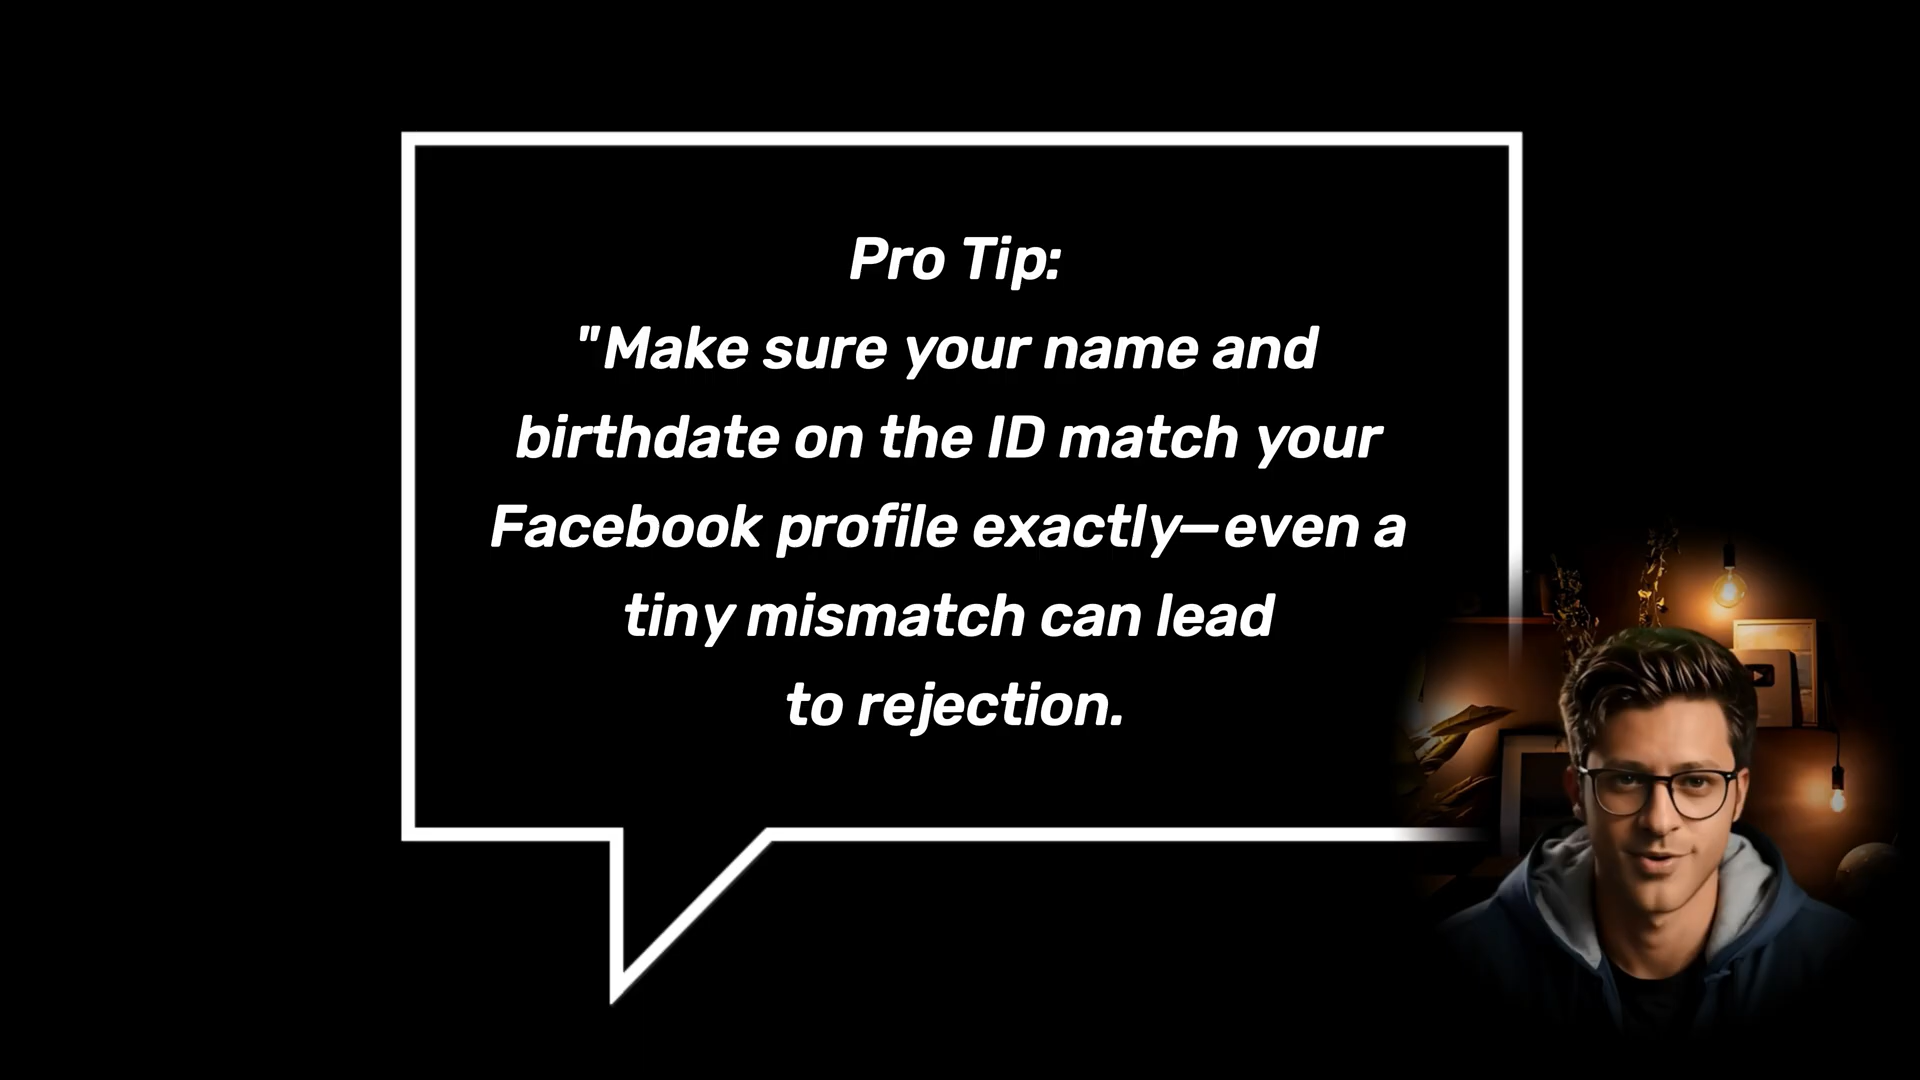 Pro Tip:
"Make sure your name and
birthdate on the ID match your
Facebook profile exactly—even a
tiny mismatch can lead
to rejection.